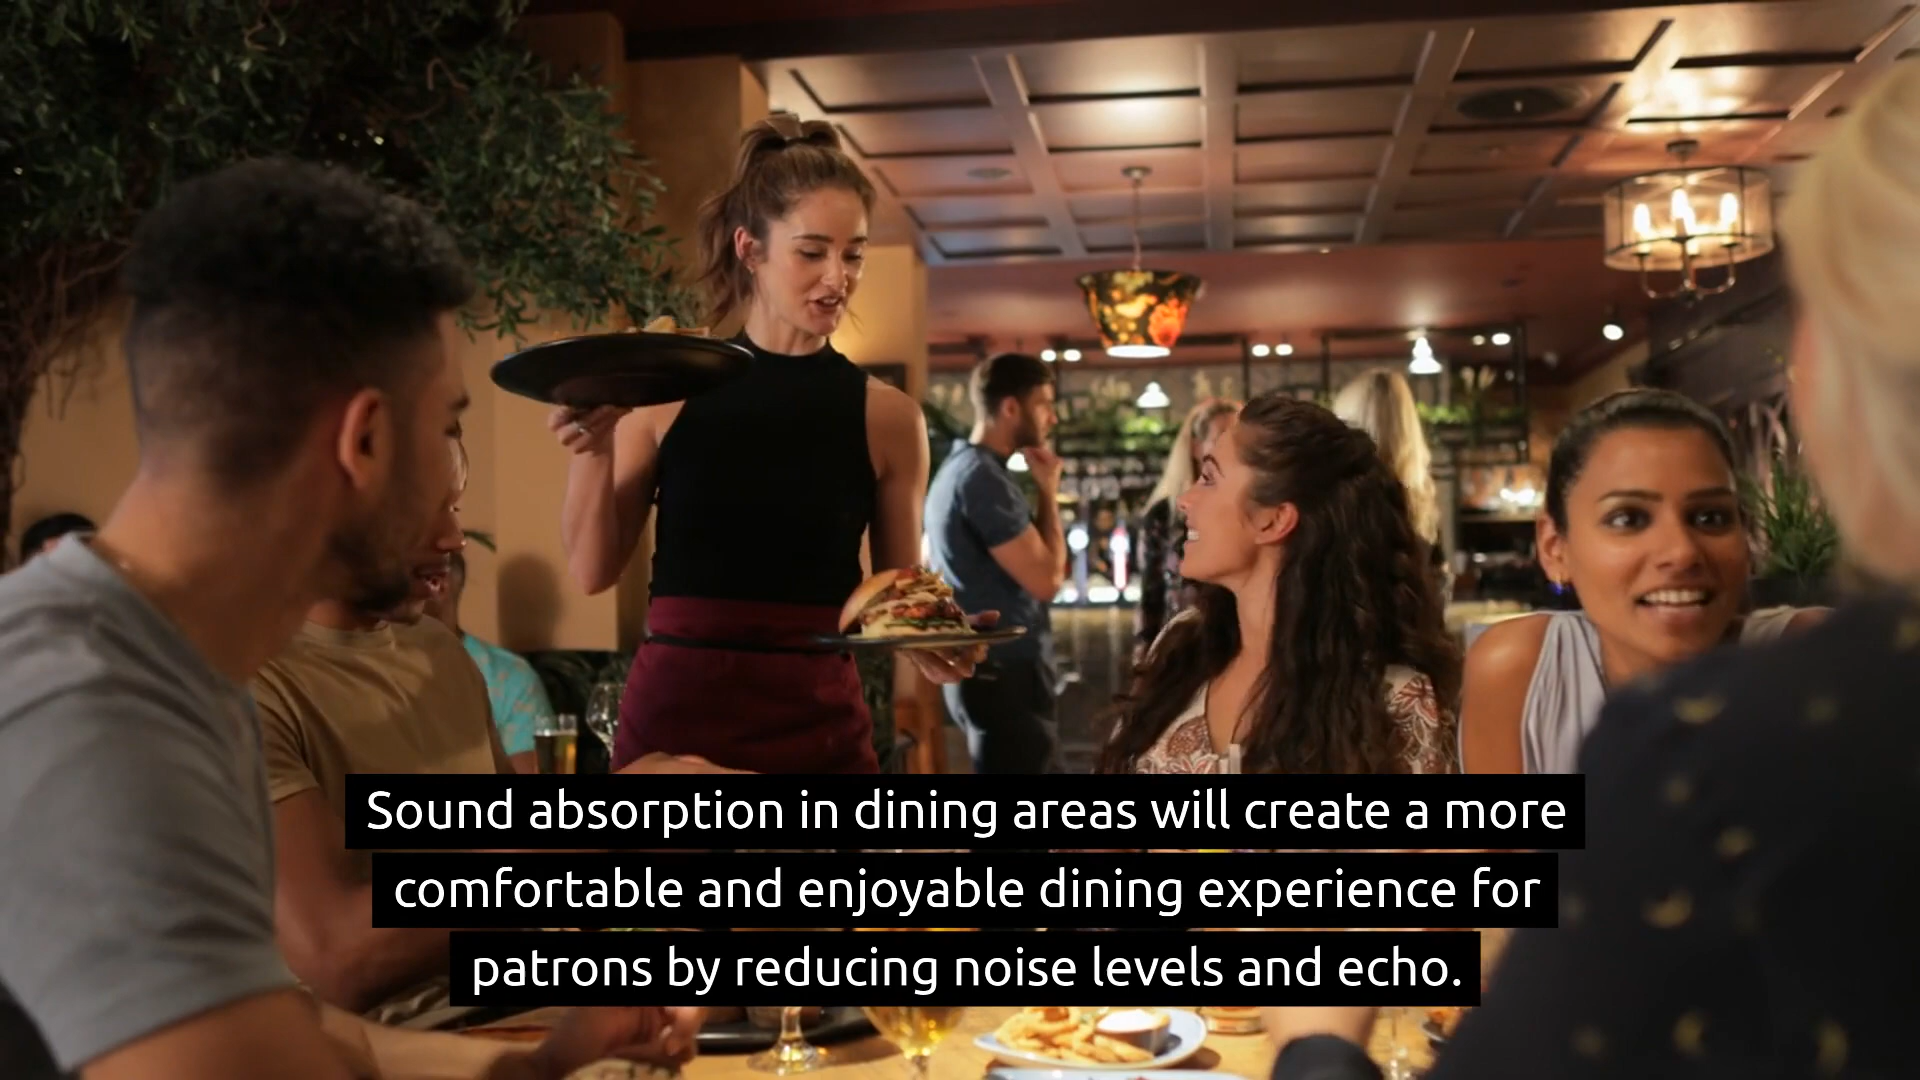 Sound absorption in dining areas will create a more
comfortable and enjoyable dining experience for
patrons by reducing noise levels and echo.